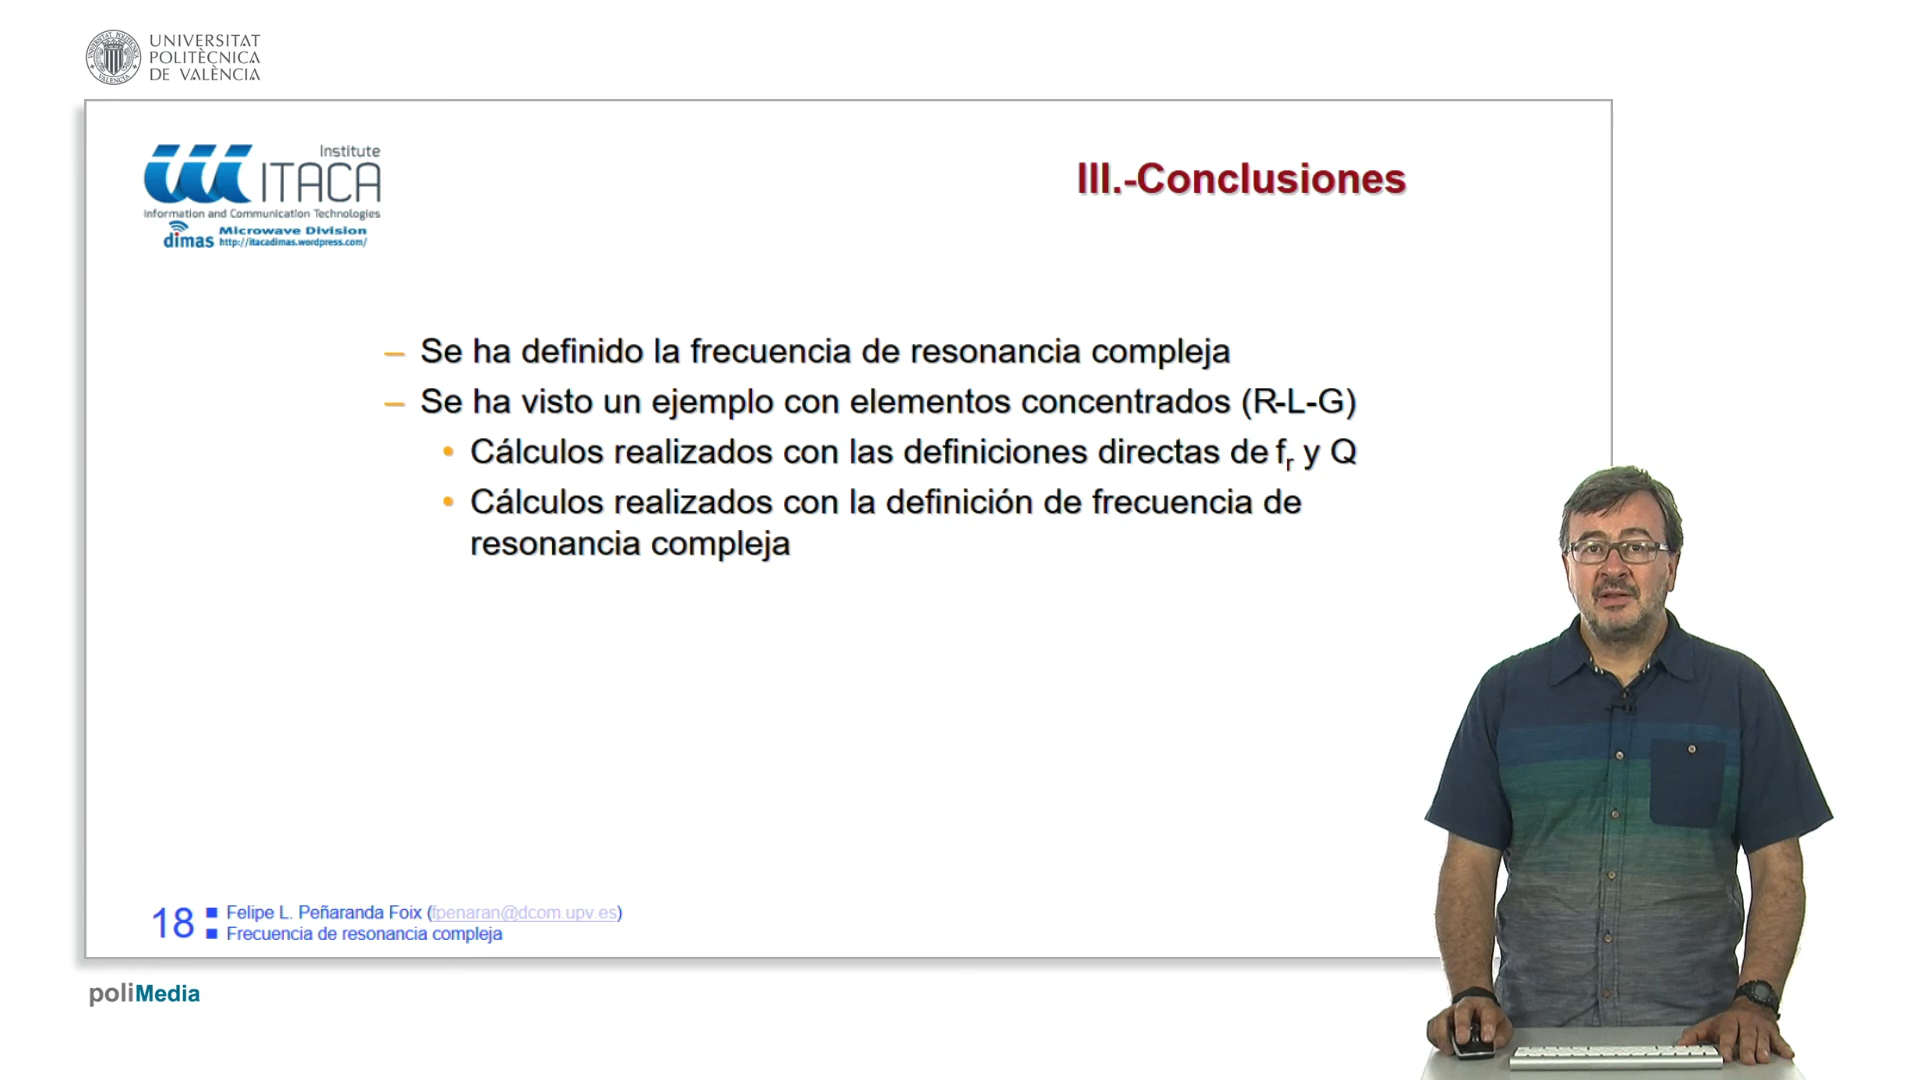 UNIVERSITAT
POLITÈCNICA
DE VALÈNCIA
Institute
ITACA
Information and Communication Technologies
dimas Microwave Division
http://itacadimas.wordpress.com/
III.-Conclusiones
– Se ha definido la frecuencia de resonancia compleja
– Se ha visto un ejemplo con elementos concentrados (R-L-G)
• Cálculos realizados con las definiciones directas de fr y Q
• Cálculos realizados con la definición de frecuencia de
resonancia compleja
18
Felipe L. Peñaranda Foix (fpenaran@dcom.upv.es)
Frecuencia de resonancia compleja
poliMedia